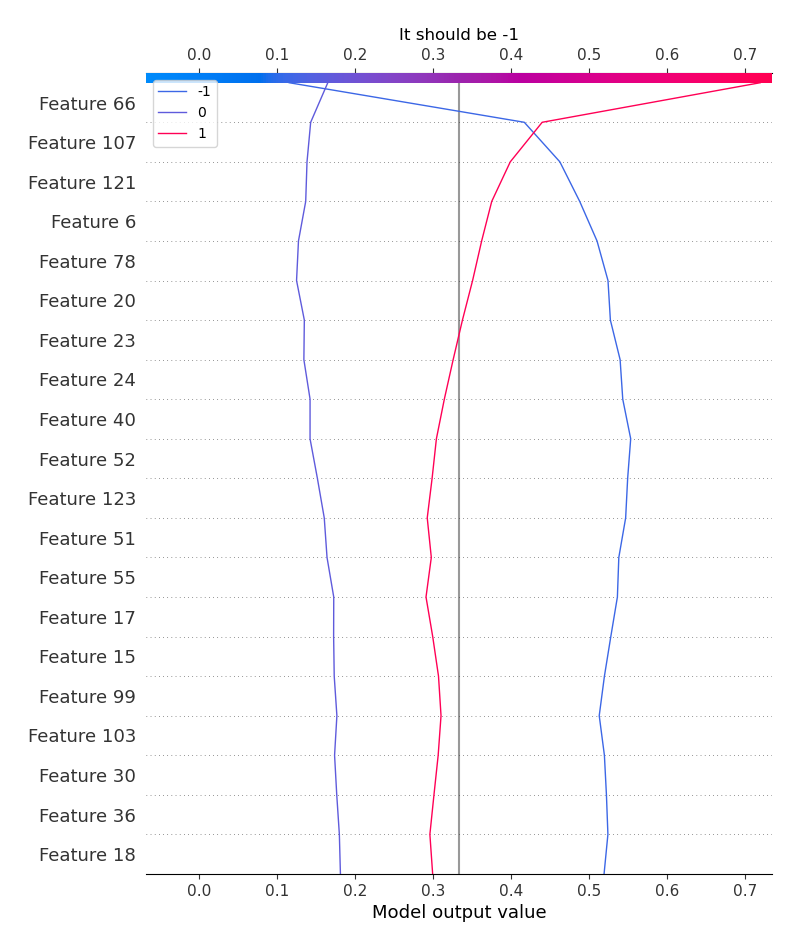 It should be -1
0.0 0.1 0.2 0.3 0.4 0.5 0.6 0.7
-1
0
1
Feature 66
Feature 107
Feature 121
Feature 6
Feature 78
Feature 20
Feature 23
Feature 24
Feature 40
Feature 52
Feature 123
Feature 51
Feature 55
Feature 17
Feature 15
Feature 99
Feature 103
Feature 30
Feature 36
Feature 18
0.0 0.1 0.2 0.3 0.4 0.5 0.6 0.7
Model output value